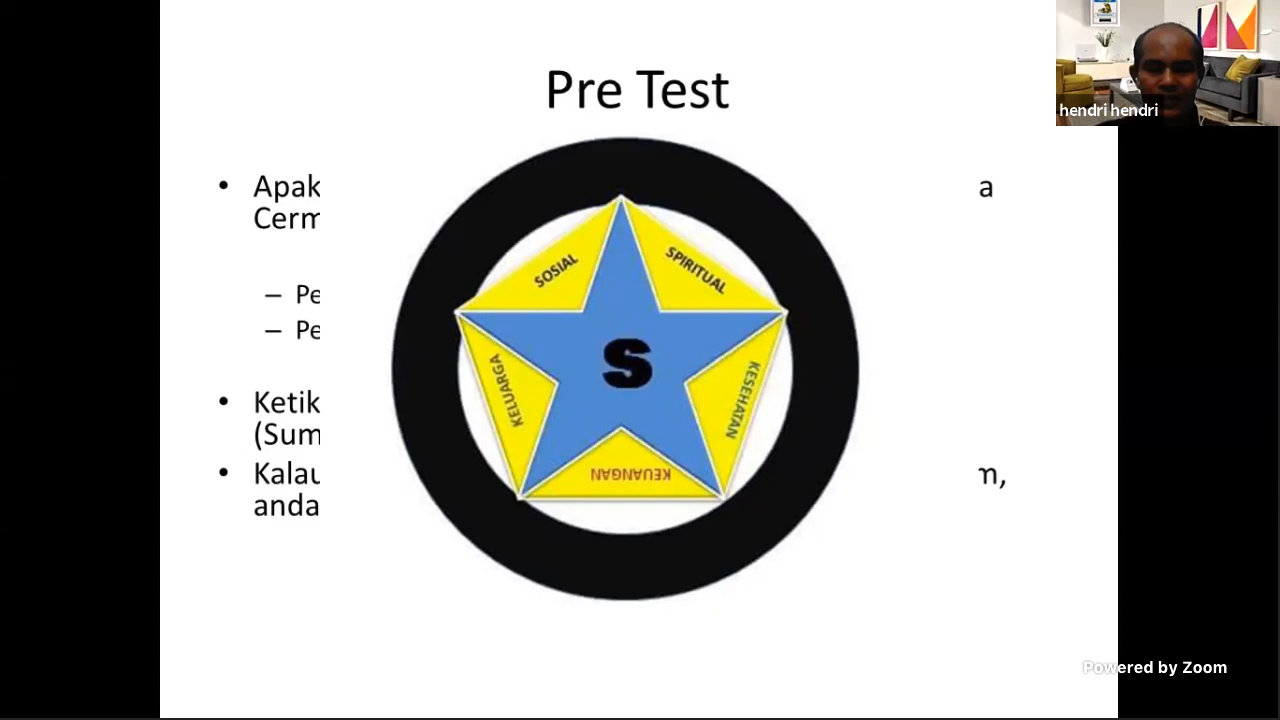 Pre Test
hendri hendri
• Apak a
Cerm
– Pe
– Pe
• Ketik
(Sum
• Kalau m,
anda
SOSIAL
SPIRITUAL
KELUARGA
S
KESEHATAN
KEUANGAN
Powered by Zoom